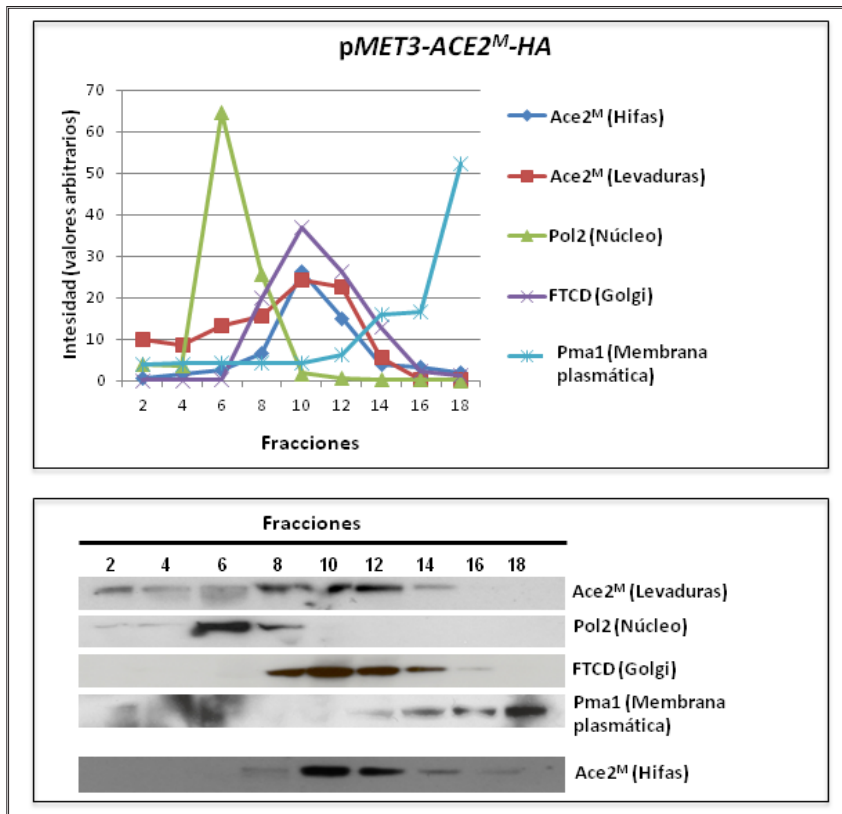 pMET3-ACE2ᴹ-HA
Intesidad (valores arbitrarios)
70
60
50
40
30
20
10
0
2 4 6 8 10 12 14 16 18
Fracciones
Ace2ᴹ (Hifas)
Ace2ᴹ (Levaduras)
Pol2 (Núcleo)
FTCD (Golgi)
Pma1 (Membrana
plasmática)
Fracciones
2 4 6 8 10 12 14 16 18
Ace2ᴹ (Levaduras)
Pol2 (Núcleo)
FTCD (Golgi)
Pma1 (Membrana
plasmática)
Ace2ᴹ (Hifas)